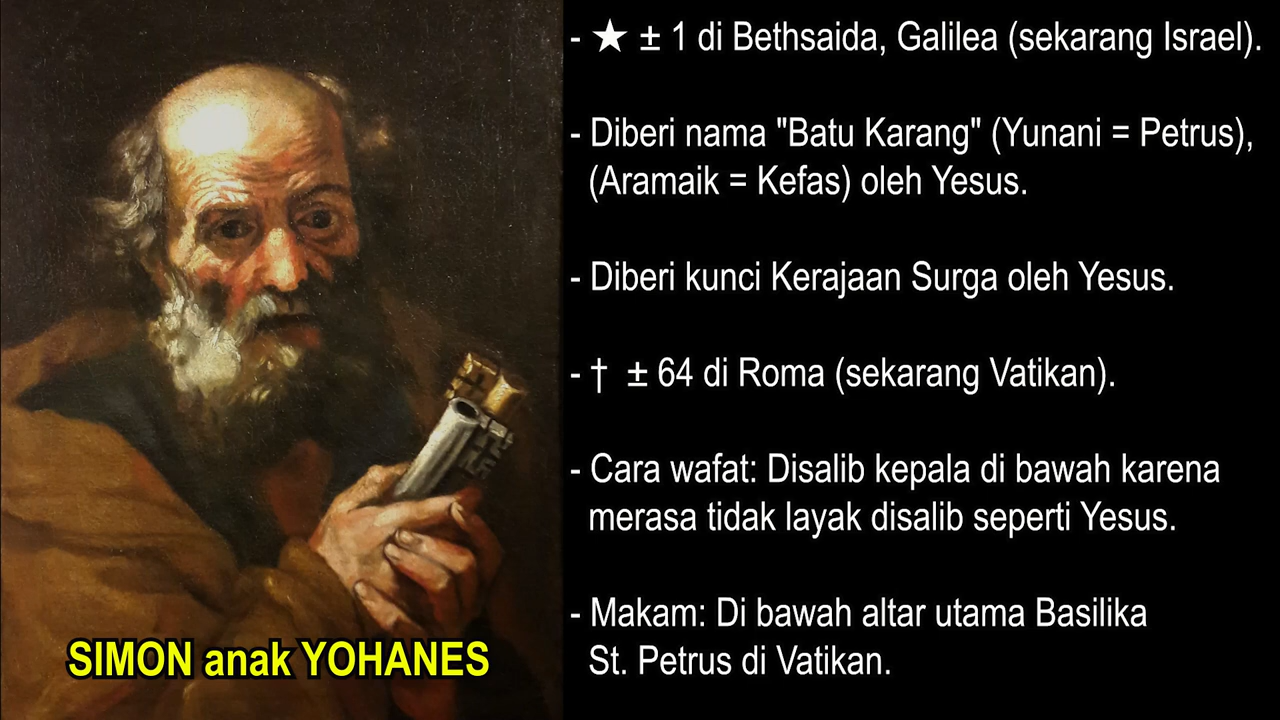 - ★ ± 1 di Bethsaida, Galilea (sekarang Israel).
- Diberi nama "Batu Karang" (Yunani = Petrus),
(Aramaik = Kefas) oleh Yesus.
- Diberi kunci Kerajaan Surga oleh Yesus.
- † ± 64 di Roma (sekarang Vatikan).
- Cara wafat: Disalib kepala di bawah karena
merasa tidak layak disalib seperti Yesus.
- Makam: Di bawah altar utama Basilika
St. Petrus di Vatikan.
SIMON anak YOHANES